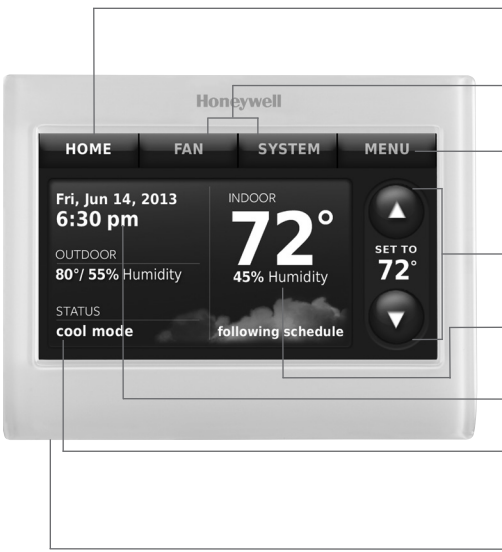 Honeywell
HOME
FAN
SYSTEM
MENU
Fri, Jun 14, 2013
6:30 pm
OUTDOOR
80°/ 55% Humidity
STATUS
cool mode
INDOOR
72°
45% Humidity
following schedule
SET TO
72°